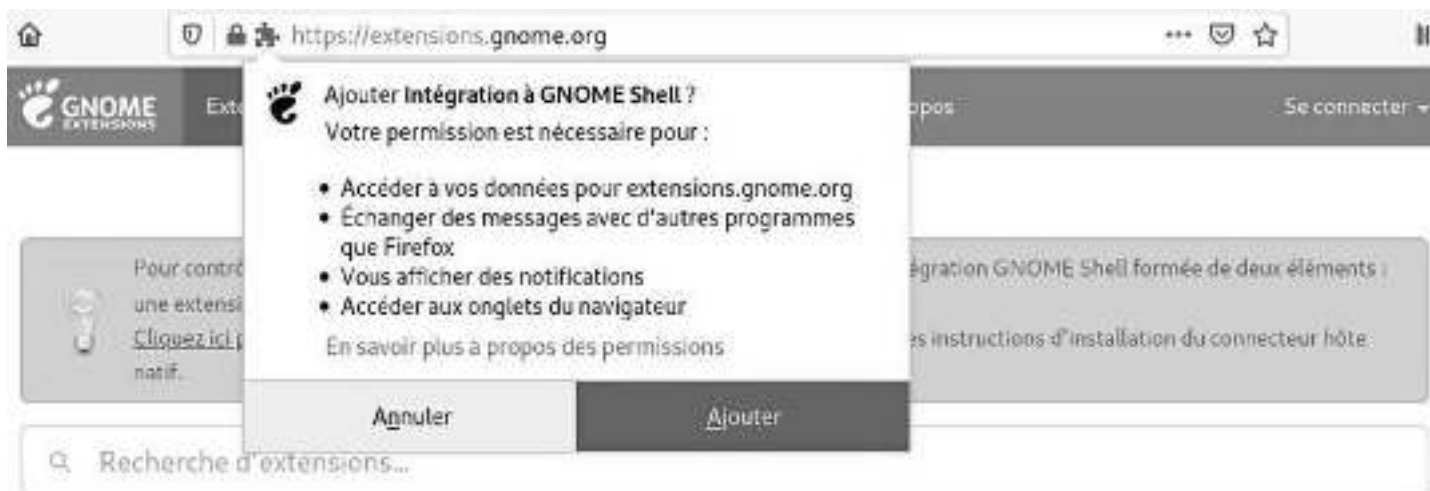 https://extensions.gnome.org
GNOME
EXTENSIONS
Exte
opos
Se connecter
Ajouter Intégration à GNOME Shell ?
Votre permission est nécessaire pour :
• Accéder à vos données pour extensions.gnome.org
• Échanger des messages avec d'autres programmes
que Firefox
• Vous afficher des notifications
• Accéder aux onglets du navigateur
En savoir plus à propos des permissions
Annuler
Ajouter
Pour contrô
égration GNOME Shell formée de deux éléments :
une extensi
Cliquez ici p
es instructions d'installation du connecteur hôte
natif.
Recherche d'extensions...